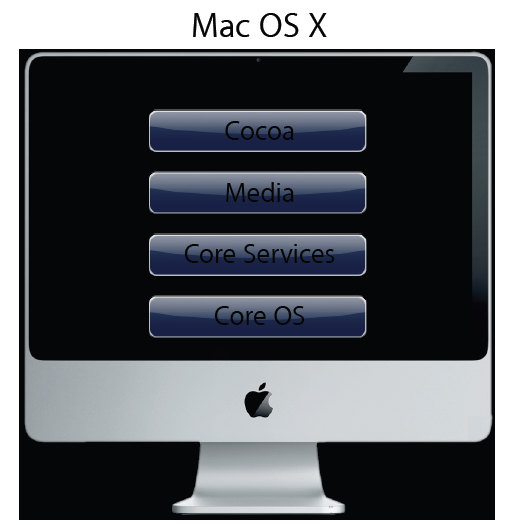 Mac OS X
Cocoa
Media
Core Services
Core OS